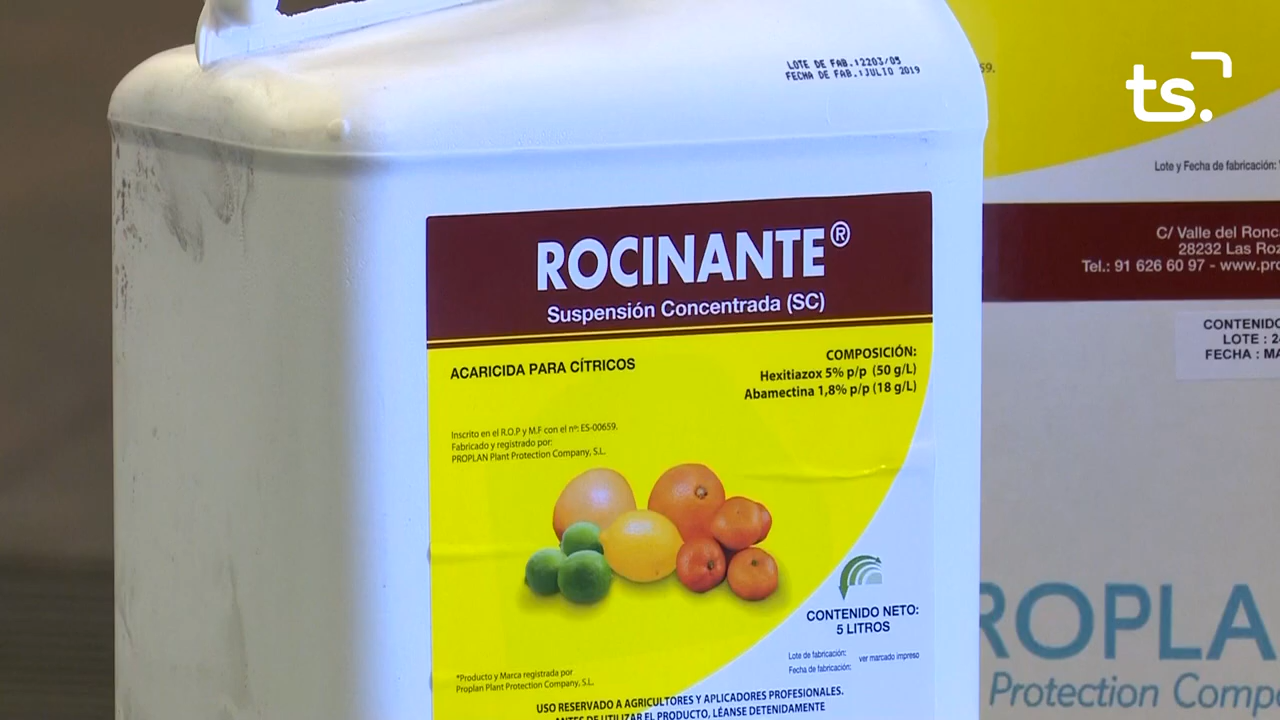 LOTE DE FAB.:2203/05
FECHA DE FAB.:JULIO 2019
ts.
59.
Lote y Fecha de fabricación:
ROCINANTE®
Suspensión Concentrada (SC)
C/ Valle del Ronc
28232 Las Roz
Tel.: 91 626 60 97 - www.pro
CONTENIDO
LOTE : 2
FECHA : MA
ACARICIDA PARA CÍTRICOS
COMPOSICIÓN:
Hexitiazox 5% p/p (50 g/L)
Abamectina 1,8% p/p (18 g/L)
Inscrito en el R.O.P y M.F con el nº: ES-00659.
Fabricado y registrado por:
PROPLAN Plant Protection Company, S.L.
CONTENIDO NETO:
5 LITROS
Lote de fabricación:
Fecha de fabricación:
ver marcado impreso
*Producto y Marca registrada por
Proplan Plant Protection Company, S.L.
USO RESERVADO A AGRICULTORES Y APLICADORES PROFESIONALES.
ANTES DE UTILIZAR EL PRODUCTO, LÉANSE DETENIDAMENTE
ROPLA
Protection Compa